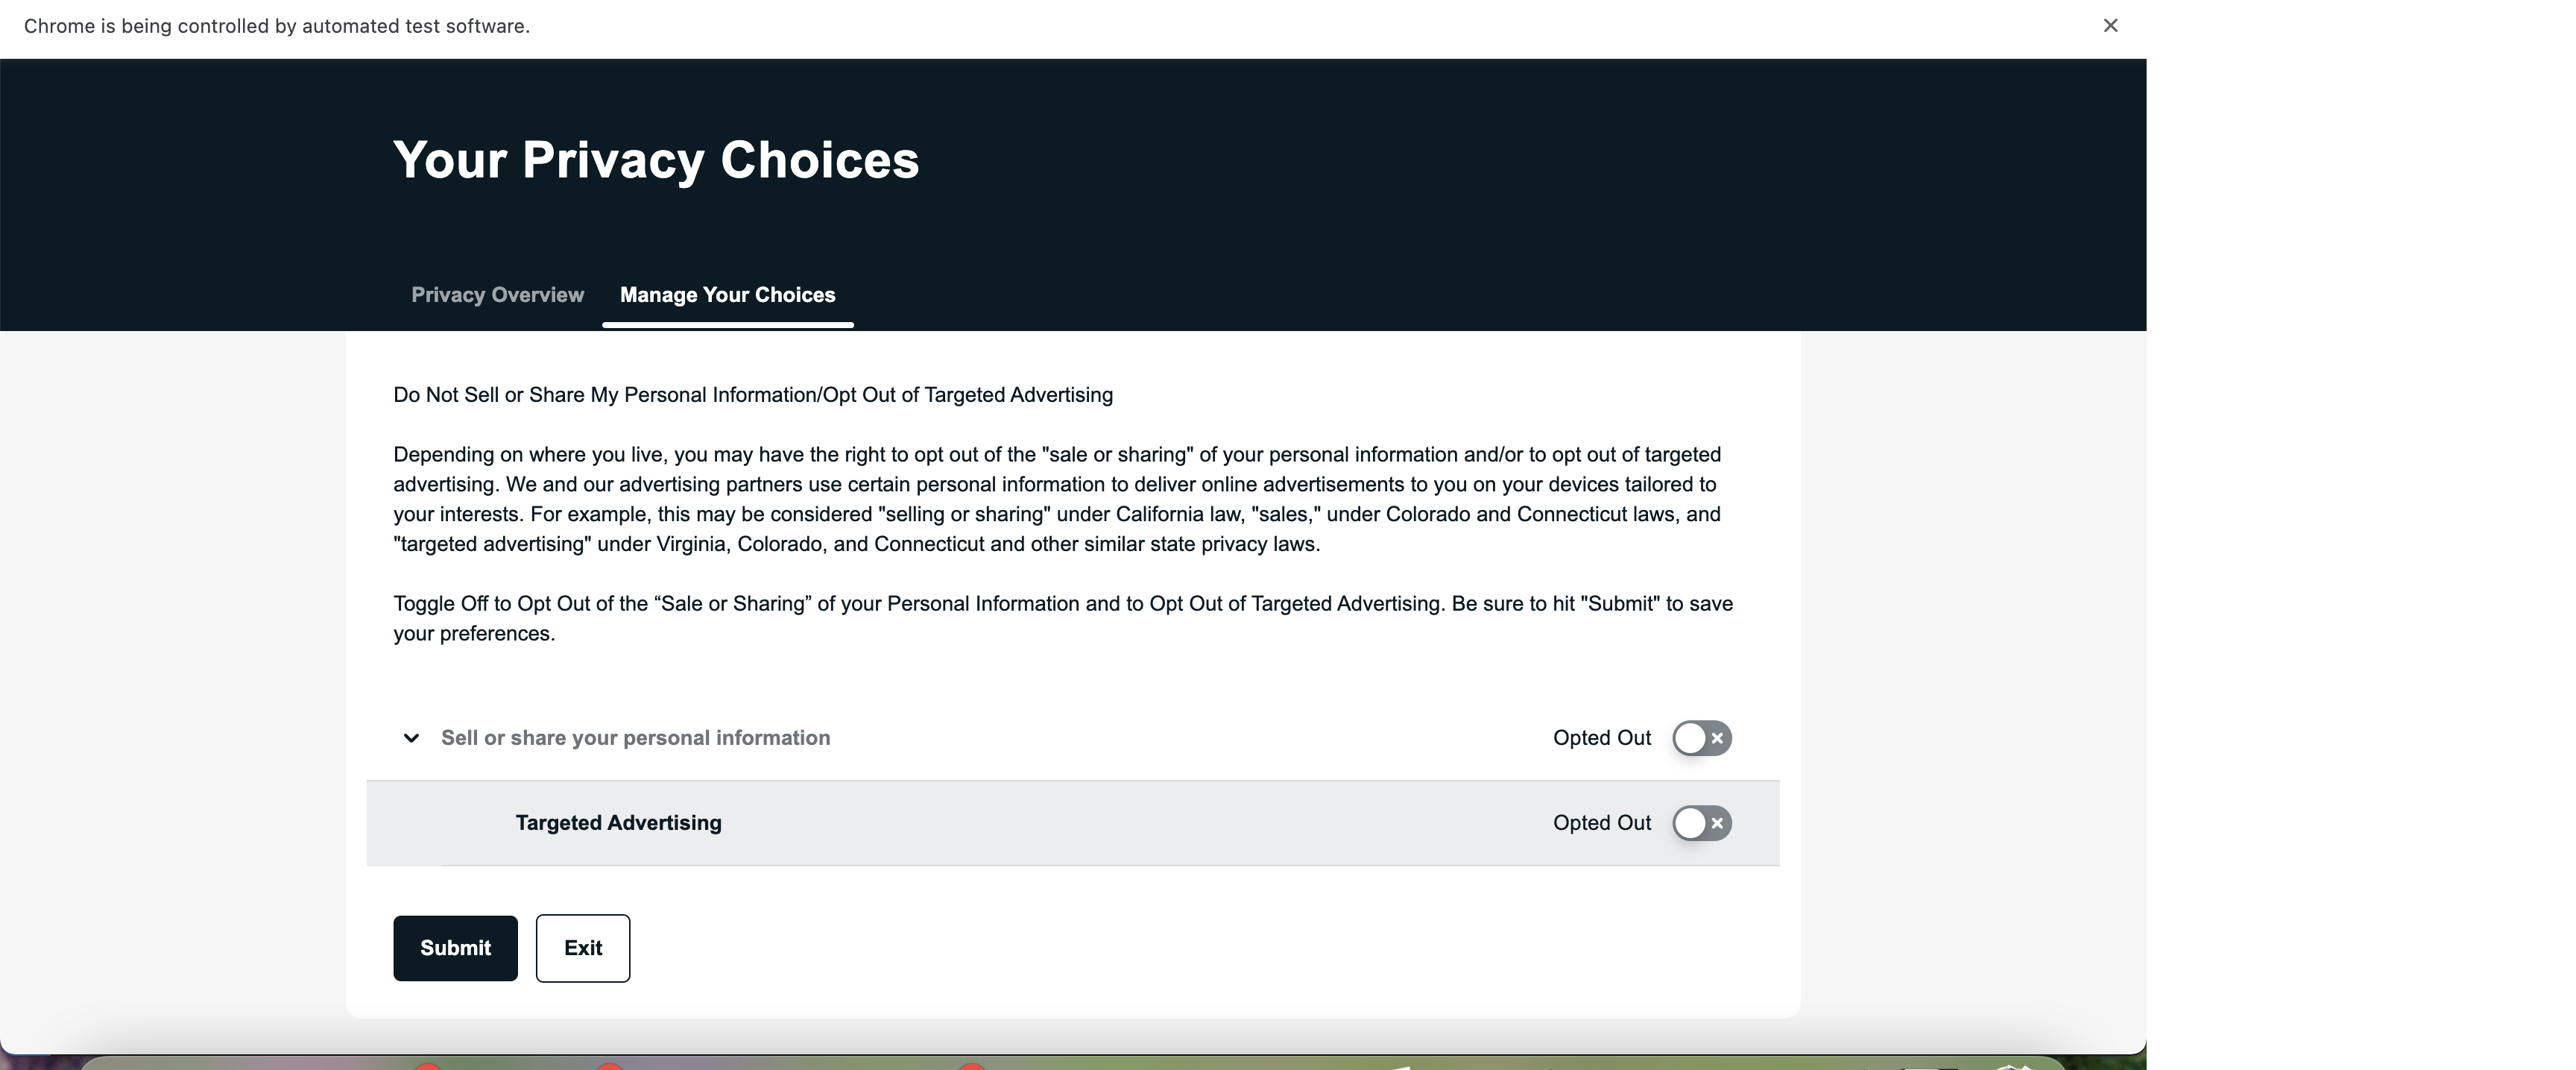 Chrome is being controlled by automated test software.
Your Privacy Choices
Privacy Overview
Manage Your Choices
Do Not Sell or Share My Personal Information/Opt Out of Targeted Advertising
Depending on where you live, you may have the right to opt out of the "sale or sharing" of your personal information and/or to opt out of targeted
advertising. We and our advertising partners use certain personal information to deliver online advertisements to you on your devices tailored to
your interests. For example, this may be considered "selling or sharing" under California law, "sales," under Colorado and Connecticut laws, and
"targeted advertising" under Virginia, Colorado, and Connecticut and other similar state privacy laws.
Toggle Off to Opt Out of the “Sale or Sharing” of your Personal Information and to Opt Out of Targeted Advertising. Be sure to hit "Submit" to save
your preferences.
Sell or share your personal information
Opted Out
Targeted Advertising
Opted Out
Submit
Exit